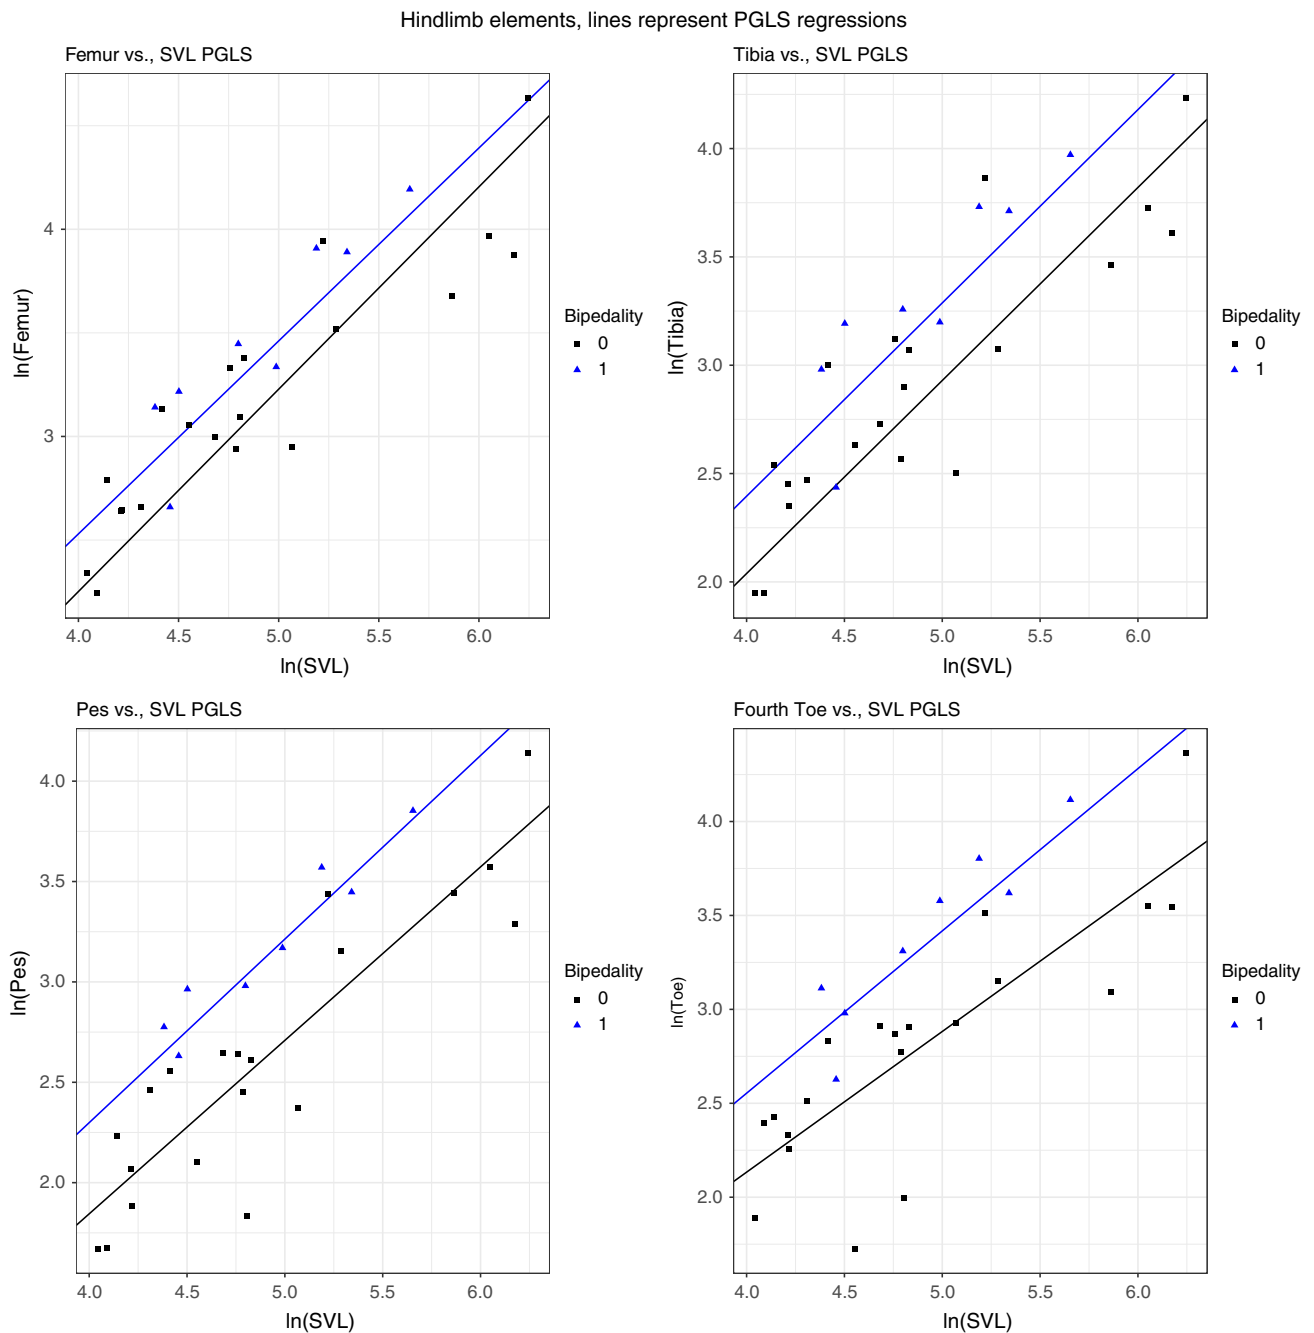 Hindlimb elements, lines represent PGLS regressions
Femur vs., SVL PGLS
ln(Femur)
4
3
4.0 4.5 5.0 5.5 6.0
ln(SVL)
Bipedality
0
1
Tibia vs., SVL PGLS
ln(Tibia)
4.0
3.5
3.0
2.5
2.0
4.0 4.5 5.0 5.5 6.0
ln(SVL)
Bipedality
0
1
Pes vs., SVL PGLS
ln(Pes)
4.0
3.5
3.0
2.5
2.0
4.0 4.5 5.0 5.5 6.0
ln(SVL)
Bipedality
0
1
Fourth Toe vs., SVL PGLS
ln(Toe)
4.0
3.5
3.0
2.5
2.0
4.0 4.5 5.0 5.5 6.0
ln(SVL)
Bipedality
0
1